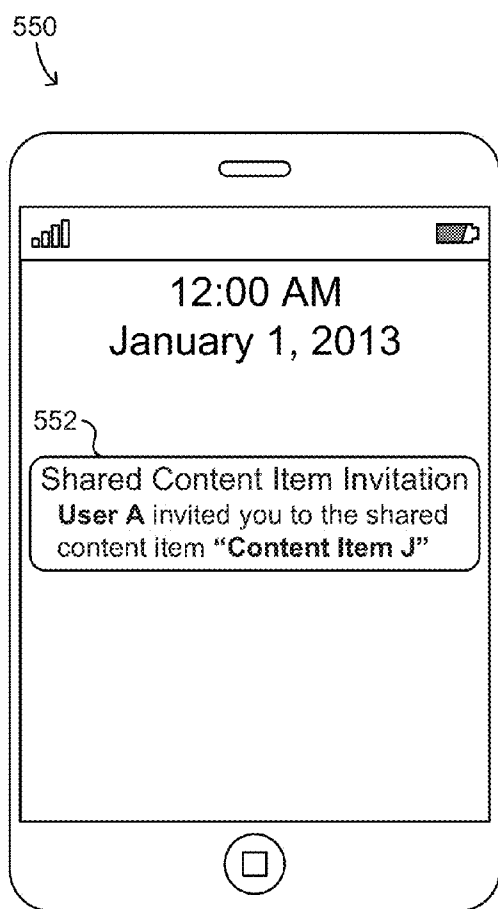 550
12:00 AM
January 1, 2013
552
Shared Content Item Invitation
User A invited you to the shared
content item “Content Item J”